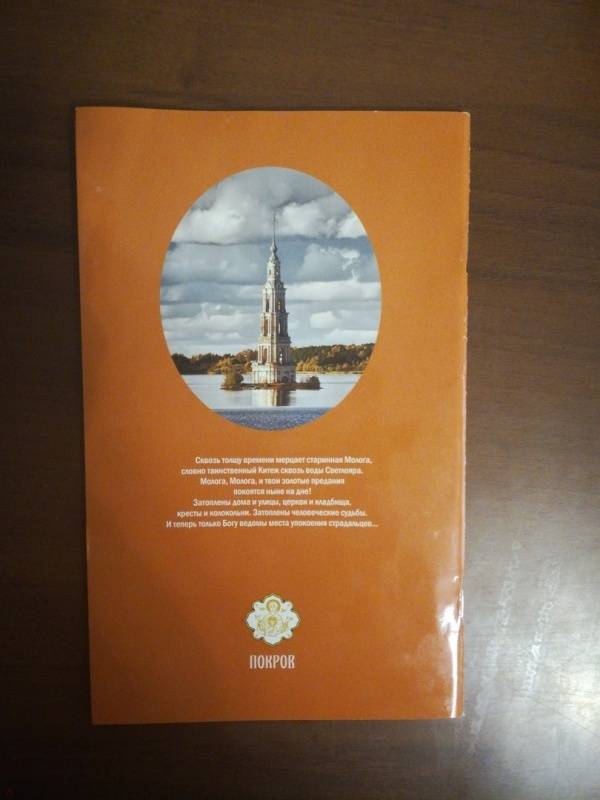 Сквозь толщу времени мерцает старинная Молога,
словно таинственный Китеж сквозь воды Светлояра.
Молога, Молога, и твои золотые предания
покоятся ныне на дне!
Затоплены дома и улицы, церкви и кладбища,
кресты и колокольни. Затоплены человеческие судьбы.
И теперь только Богу ведомы места упокоения страдальцев...
ПОКРОВ